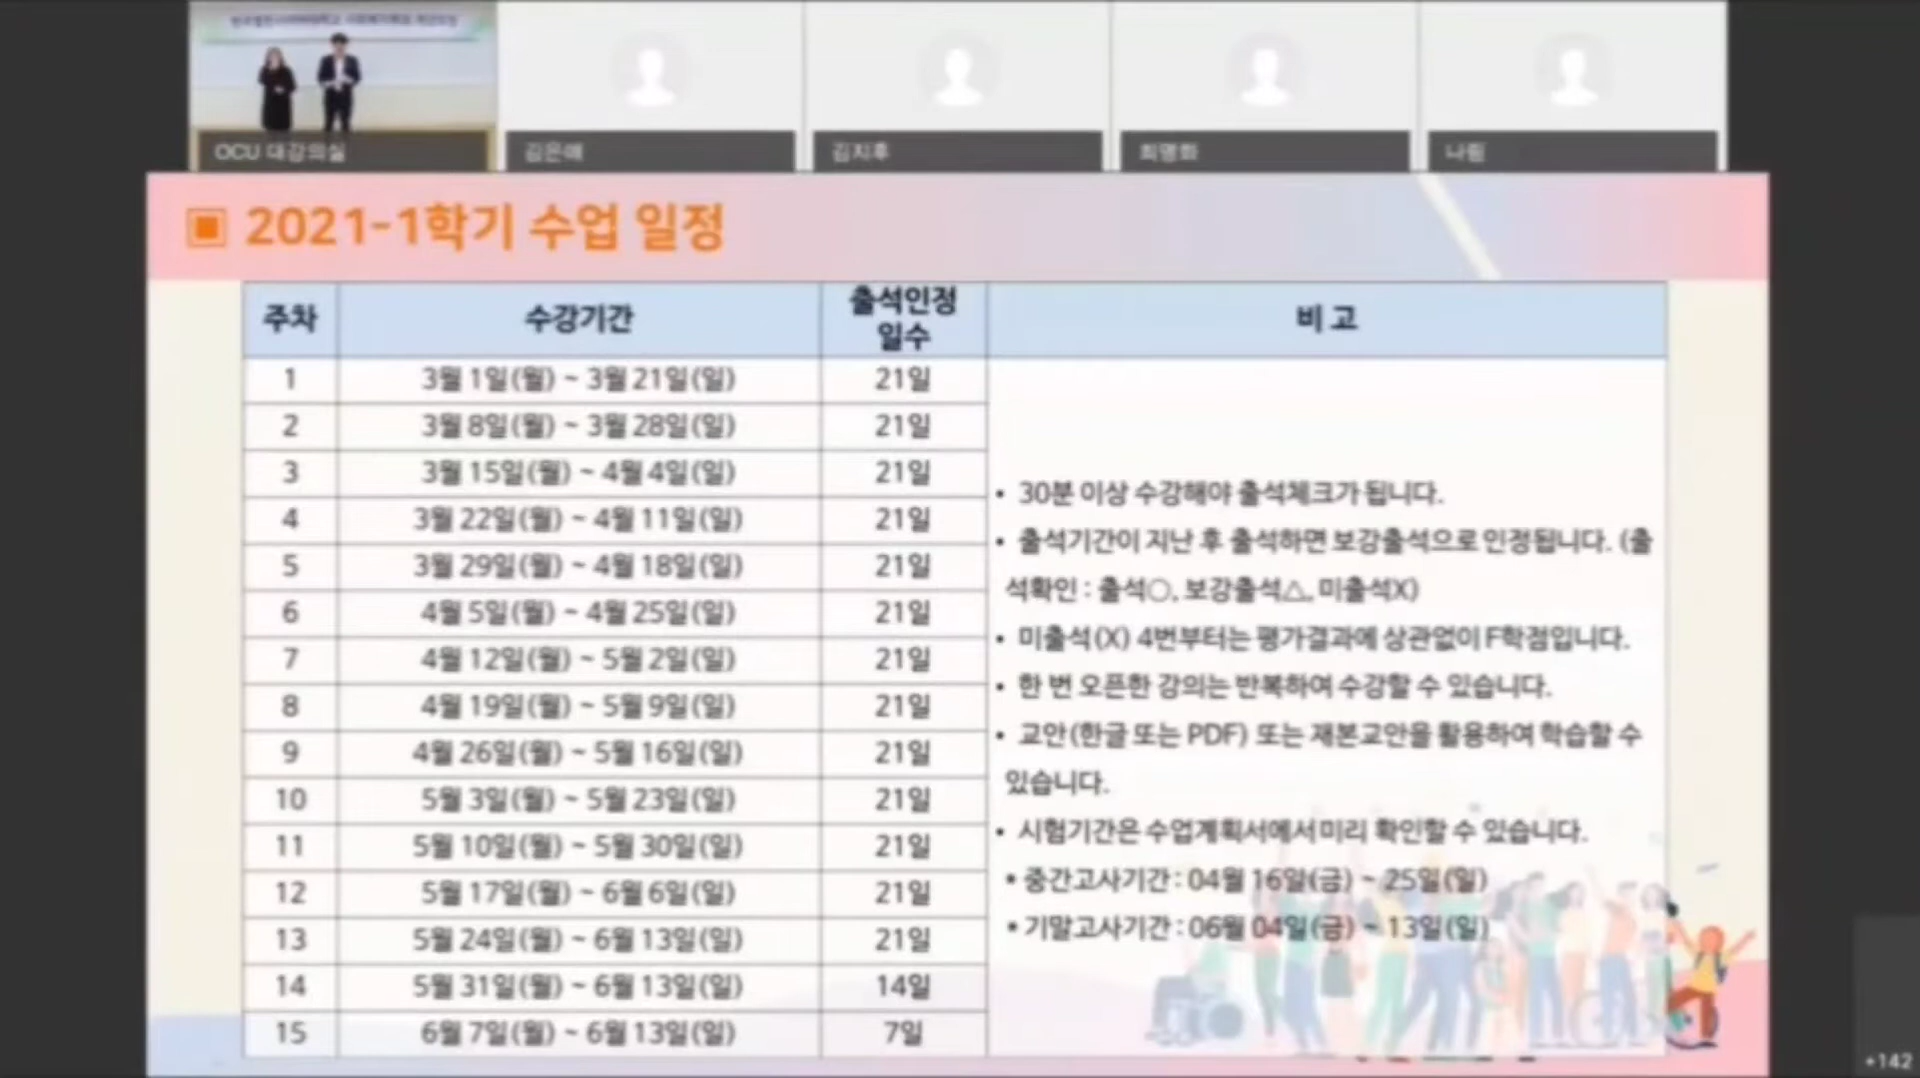 OCU 대강의실
김은애
김지후
최명화
나림
2021-1학기 수업 일정
주차 수강기간 출석인정 일수 비고
1 3월 1일(월) ~ 3월 21일(일) 21일
2 3월 8일(월) ~ 3월 28일(일) 21일
3 3월 15일(월) ~ 4월 4일(일) 21일
4 3월 22일(월) ~ 4월 11일(일) 21일
5 3월 29일(월) ~ 4월 18일(일) 21일
6 4월 5일(월) ~ 4월 25일(일) 21일
7 4월 12일(월) ~ 5월 2일(일) 21일
8 4월 19일(월) ~ 5월 9일(일) 21일
9 4월 26일(월) ~ 5월 16일(일) 21일
10 5월 3일(월) ~ 5월 23일(일) 21일
11 5월 10일(월) ~ 5월 30일(일) 21일
12 5월 17일(월) ~ 6월 6일(일) 21일
13 5월 24일(월) ~ 6월 13일(일) 21일
14 5월 31일(월) ~ 6월 13일(일) 14일
15 6월 7일(월) ~ 6월 13일(일) 7일
• 30분 이상 수강해야 출석체크가 됩니다.
• 출석기간이 지난 후 출석하면 보강출석으로 인정됩니다. (출
석확인 : 출석○, 보강출석△, 미출석X)
• 미출석(X) 4번부터는 평가결과에 상관없이 F학점입니다.
• 한 번 오픈한 강의는 반복하여 수강할 수 있습니다.
• 교안(한글 또는 PDF) 또는 재본교안을 활용하여 학습할 수
있습니다.
• 시험기간은 수업계획서에서 미리 확인할 수 있습니다.
* 중간고사기간 : 04월 16일(금) ~ 25일(일)
* 기말고사기간 : 06월 04일(금) ~ 13일(일)
+142